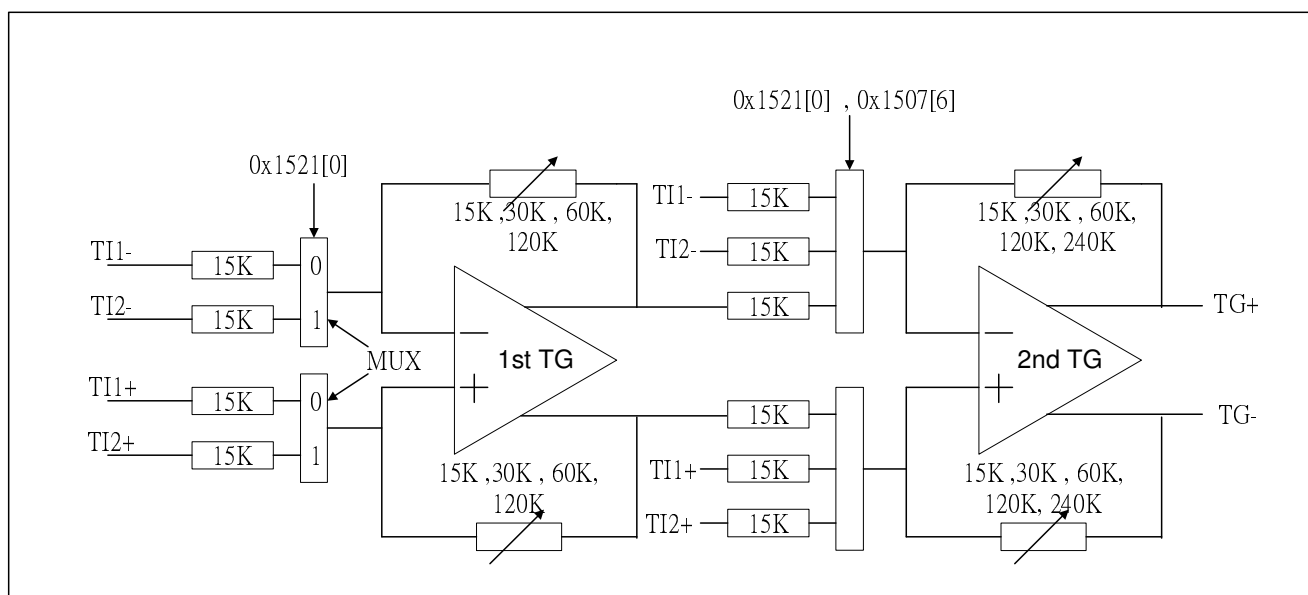 0x1521[0] , 0x1507[6]
0x1521[0]
TI1-
15K
0
TI2-
15K
1
MUX
TI1+
15K
0
TI2+
15K
1
15K ,30K , 60K,
120K
1st TG
15K ,30K , 60K,
120K
TI1-
15K
TI2-
15K
15K
15K
TI1+
15K
TI2+
15K
15K ,30K , 60K,
120K, 240K
2nd TG
15K ,30K , 60K,
120K, 240K
TG+
TG-